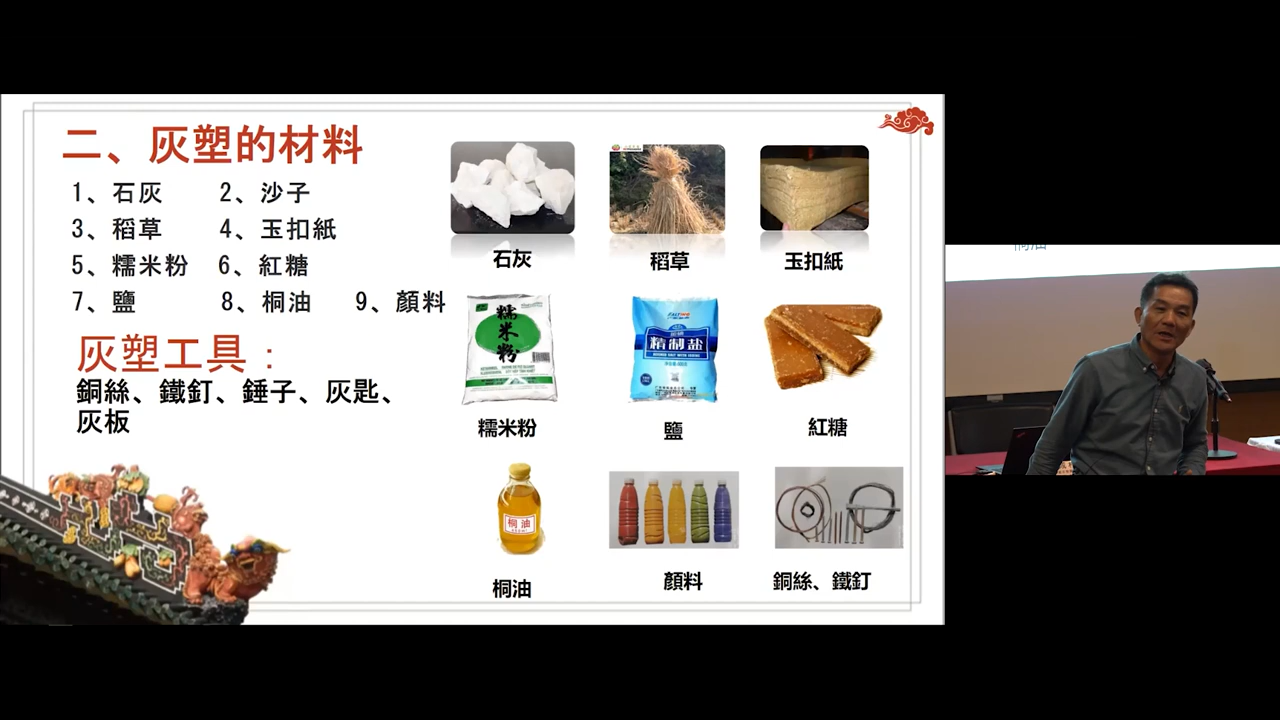 二、灰塑的材料
1、石灰 2、沙子
3、稻草 4、玉扣紙
5、糯米粉 6、紅糖
7、鹽 8、桐油 9、顏料
灰塑工具：
銅絲、鐵釘、錘子、灰匙、
灰板
石灰
稻草
玉扣紙
糯米粉
精制盐
糯米粉
鹽
紅糖
桐油
桐油
顏料
銅絲、鐵釘